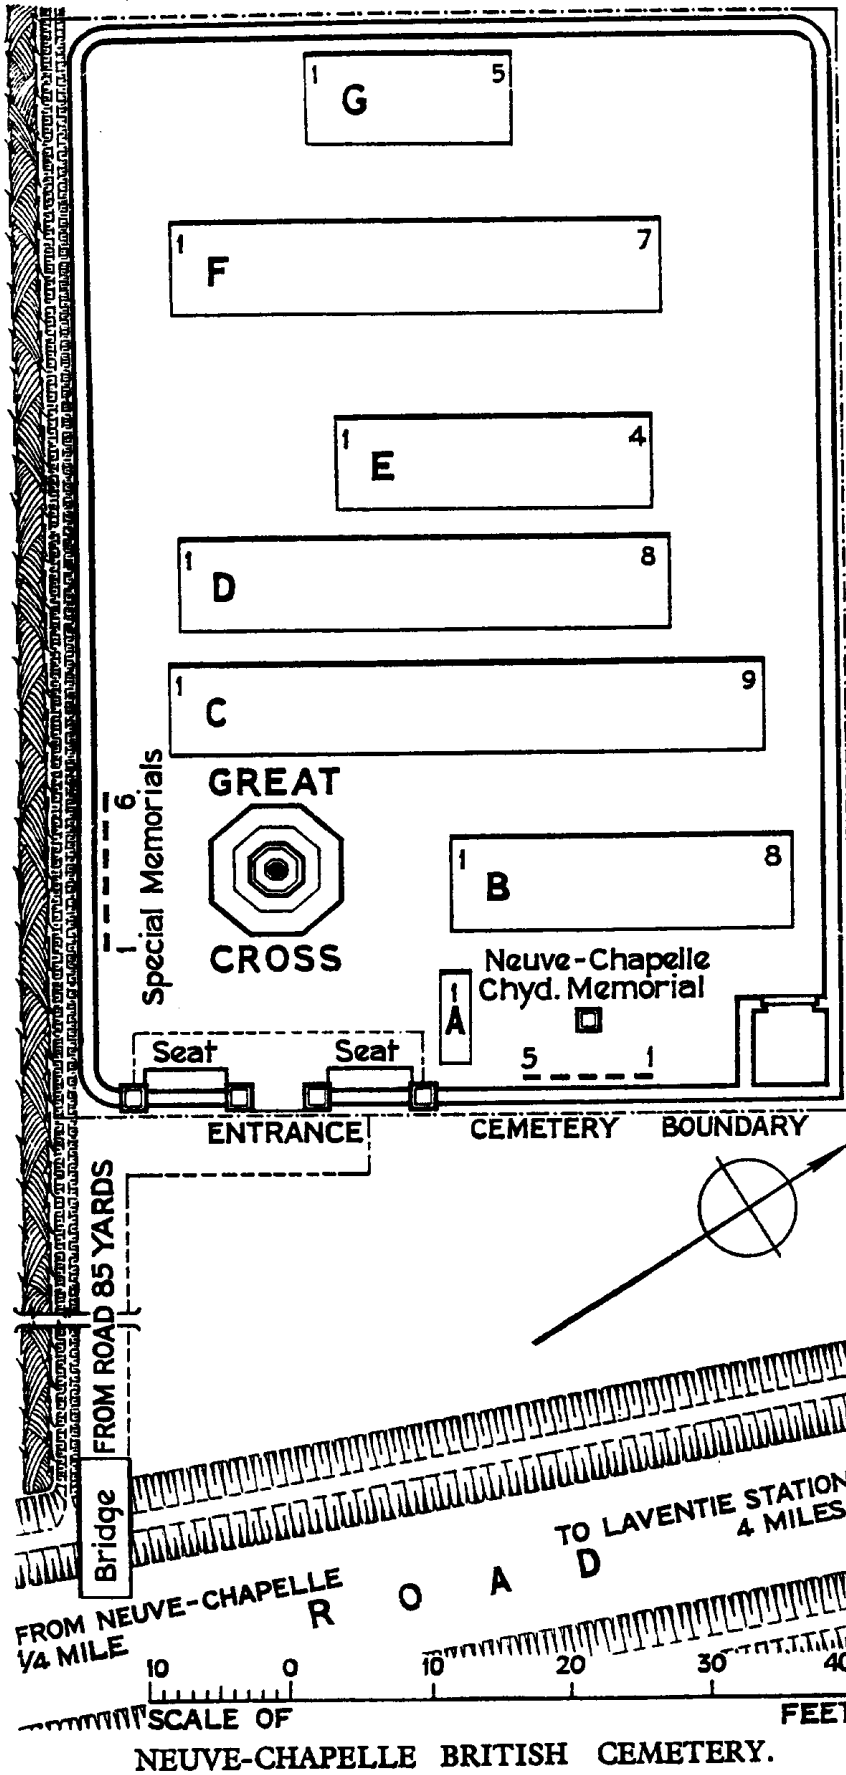 1 5
G
1 7
F
1 4
E
1 8
D
1 9
C
GREAT
CROSS
6
1
Special Memorials
1 8
B
Neuve-Chapelle
Chyd. Memorial
1
A
5 1
Seat Seat
ENTRANCE CEMETERY BOUNDARY
FROM ROAD 85 YARDS
Bridge
TO LAVENTIE STATION
4 MILES
ROAD
FROM NEUVE-CHAPELLE
1/4 MILE
10 0 10 20 30 40
SCALE OF FEET
NEUVE-CHAPELLE BRITISH CEMETERY.